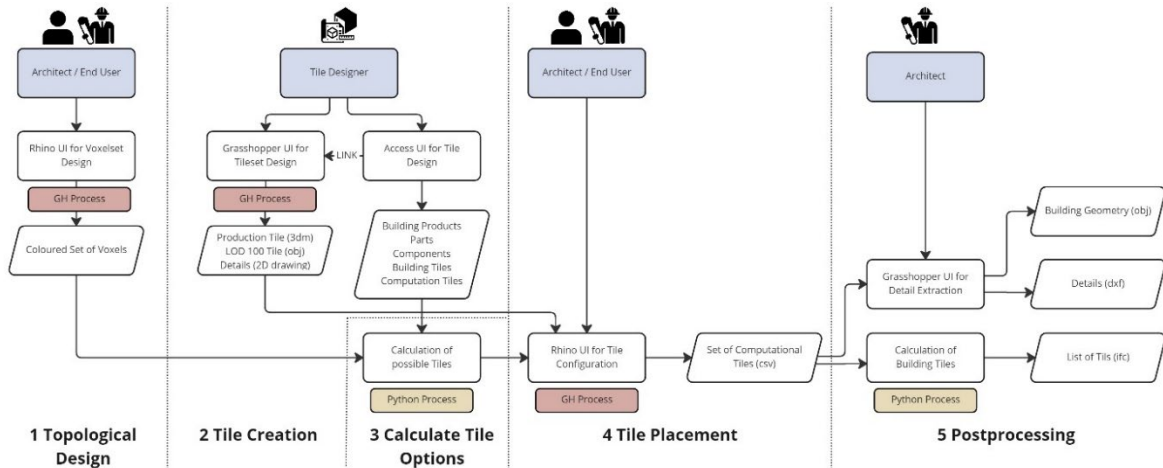 Architect / End User
Rhino UI for Voxelset
Design
GH Process
Coloured Set of Voxels
1 Topological
Design
Tile Designer
Grasshopper UI for
Tileset Design
LINK
Access UI for Tile
Design
GH Process
Production Tile (3dm)
LOD 100 Tile (obj)
Details (2D drawing)
Building Products
Parts
Components
Building Tiles
Computation Tiles
2 Tile Creation
Calculation of
possible Tiles
Python Process
3 Calculate Tile
Options
Architect / End User
Rhino UI for Tile
Configuration
GH Process
Set of Computational
Tiles (csv)
4 Tile Placement
Architect
Grasshopper UI for
Detail Extraction
Building Geometry (obj)
Details (dxf)
Calculation of
Building Tiles
Python Process
List of Tils (ifc)
5 Postprocessing